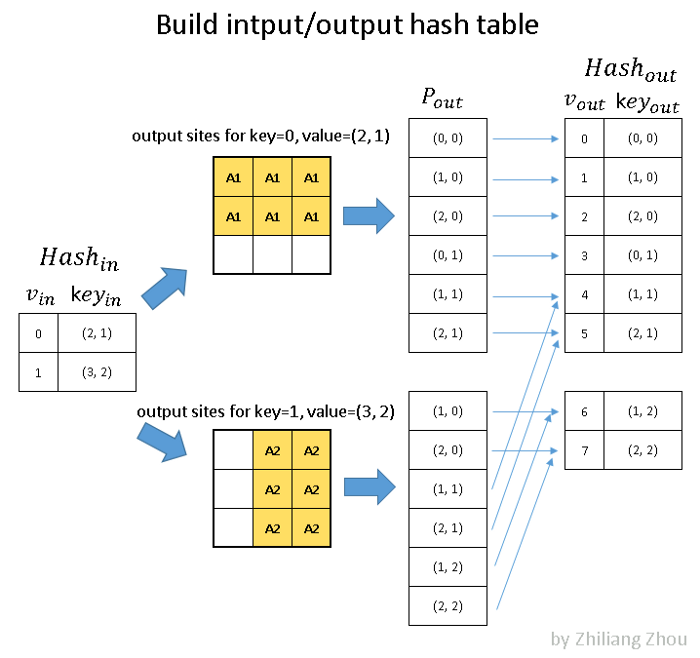 Build intput/output hash table
Hash_out
P_out
v_out key_out
output sites for key=0, value=(2, 1)
A1 A1 A1
A1 A1 A1
Hash_in
v_in key_in
0 (2, 1)
1 (3, 2)
(0, 0)
(1, 0)
(2, 0)
(0, 1)
(1, 1)
(2, 1)
0 (0, 0)
1 (1, 0)
2 (2, 0)
3 (0, 1)
4 (1, 1)
5 (2, 1)
output sites for key=1, value=(3, 2)
A2 A2
A2 A2
A2 A2
(1, 0)
(2, 0)
(1, 1)
(2, 1)
(1, 2)
(2, 2)
6 (1, 2)
7 (2, 2)
by Zhiliang Zhou